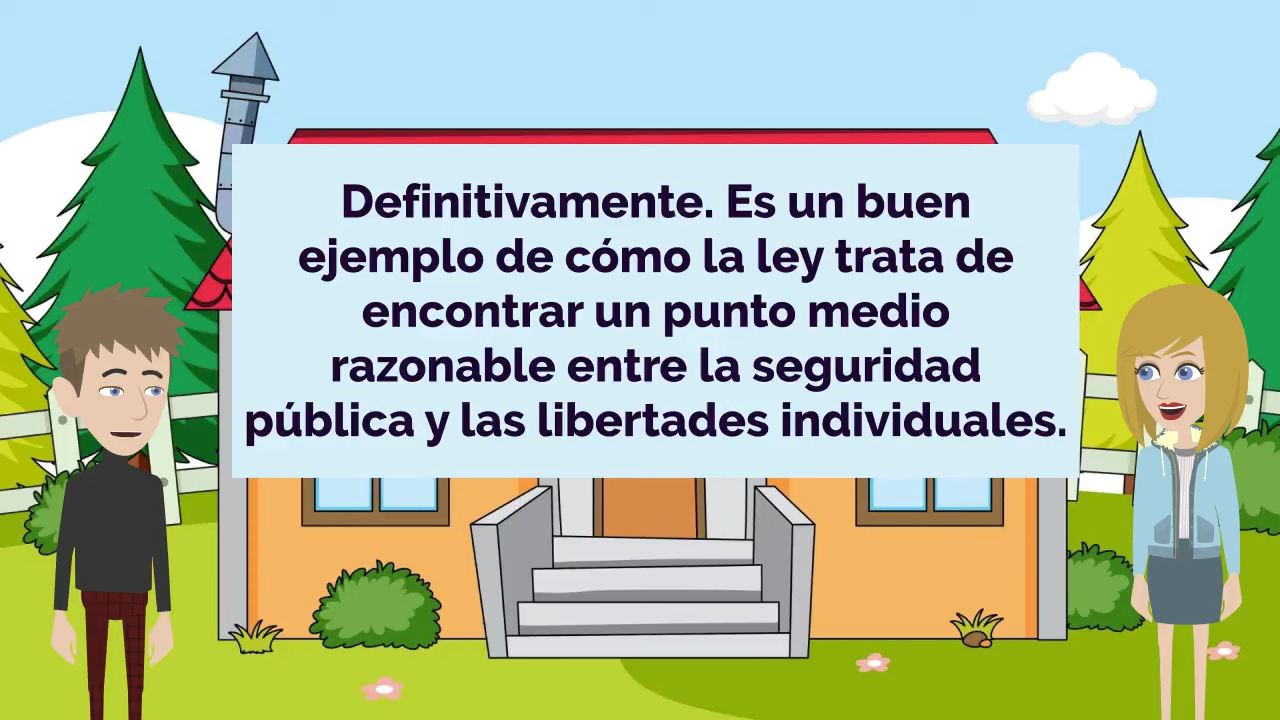 Definitivamente. Es un buen
ejemplo de cómo la ley trata de
encontrar un punto medio
razonable entre la seguridad
pública y las libertades individuales.